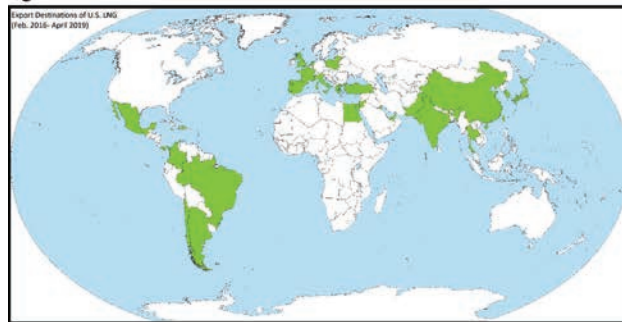 Export Destinations of U.S. LNG
(Feb. 2016- April 2019)